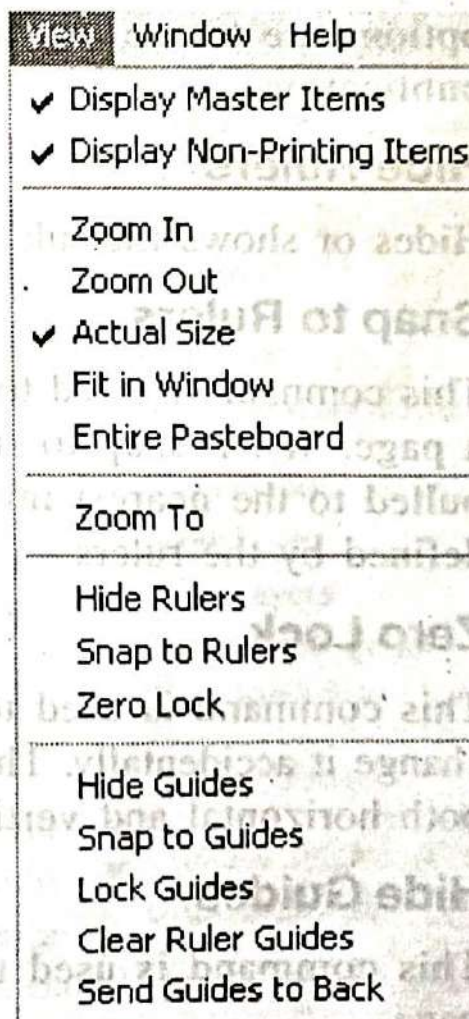 View Window Help
✓ Display Master Items
✓ Display Non-Printing Items
Zoom In
Zoom Out
✓ Actual Size
Fit in Window
Entire Pasteboard
Zoom To
Hide Rulers
Snap to Rulers
Zero Lock
Hide Guides
Snap to Guides
Lock Guides
Clear Ruler Guides
Send Guides to Back